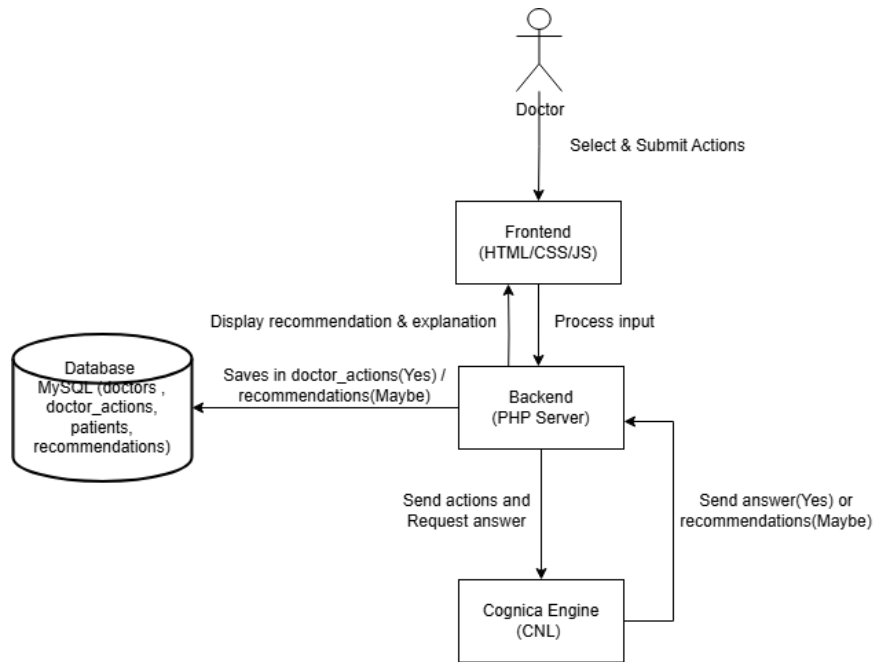 Doctor
Select & Submit Actions
Frontend
(HTML/CSS/JS)
Display recommendation & explanation
Process input
Database
MySQL (doctors ,
doctor_actions,
patients,
recommendations)
Saves in doctor_actions(Yes) /
recommendations(Maybe)
Backend
(PHP Server)
Send actions and
Request answer
Send answer(Yes) or
recommendations(Maybe)
Cognica Engine
(CNL)